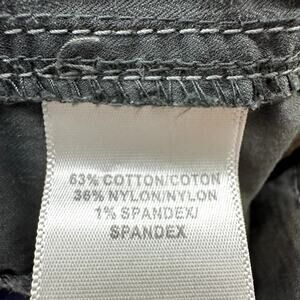 63% COTTON/COTON
36% NYLON/NYLON
1% SPANDEX/
SPANDEX